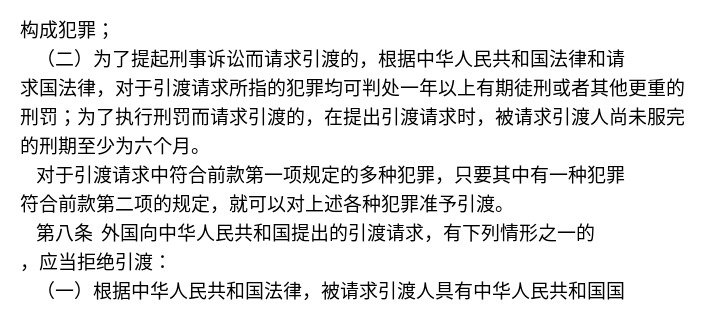 构成犯罪；
（二）为了提起刑事诉讼而请求引渡的，根据中华人民共和国法律和请
求国法律，对于引渡请求所指的犯罪均可判处一年以上有期徒刑或者其他更重的
刑罚；为了执行刑罚而请求引渡的，在提出引渡请求时，被请求引渡人尚未服完
的刑期至少为六个月。
对于引渡请求中符合前款第一项规定的多种犯罪，只要其中有一种犯罪
符合前款第二项的规定，就可以对上述各种犯罪准予引渡。
第八条 外国向中华人民共和国提出的引渡请求，有下列情形之一的
，应当拒绝引渡：
（一）根据中华人民共和国法律，被请求引渡人具有中华人民共和国国